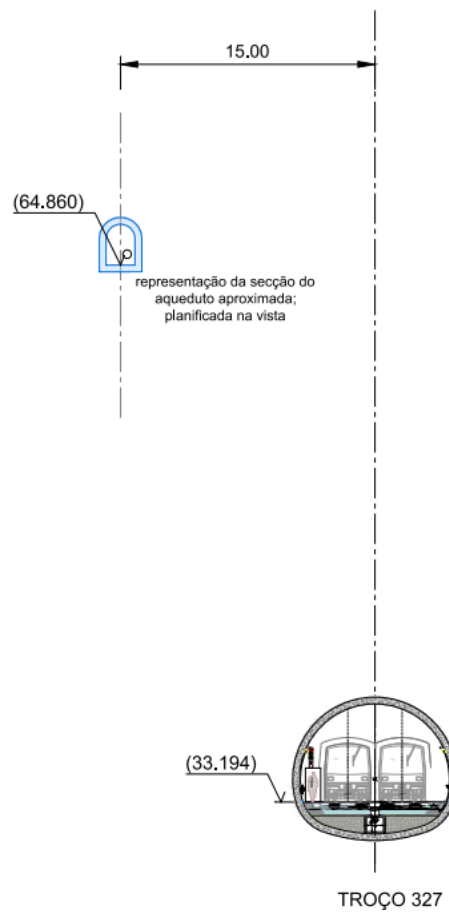 15.00
(64.860)
representação da secção do
aqueduto aproximada;
planificada na vista
(33.194)
TROÇO 327